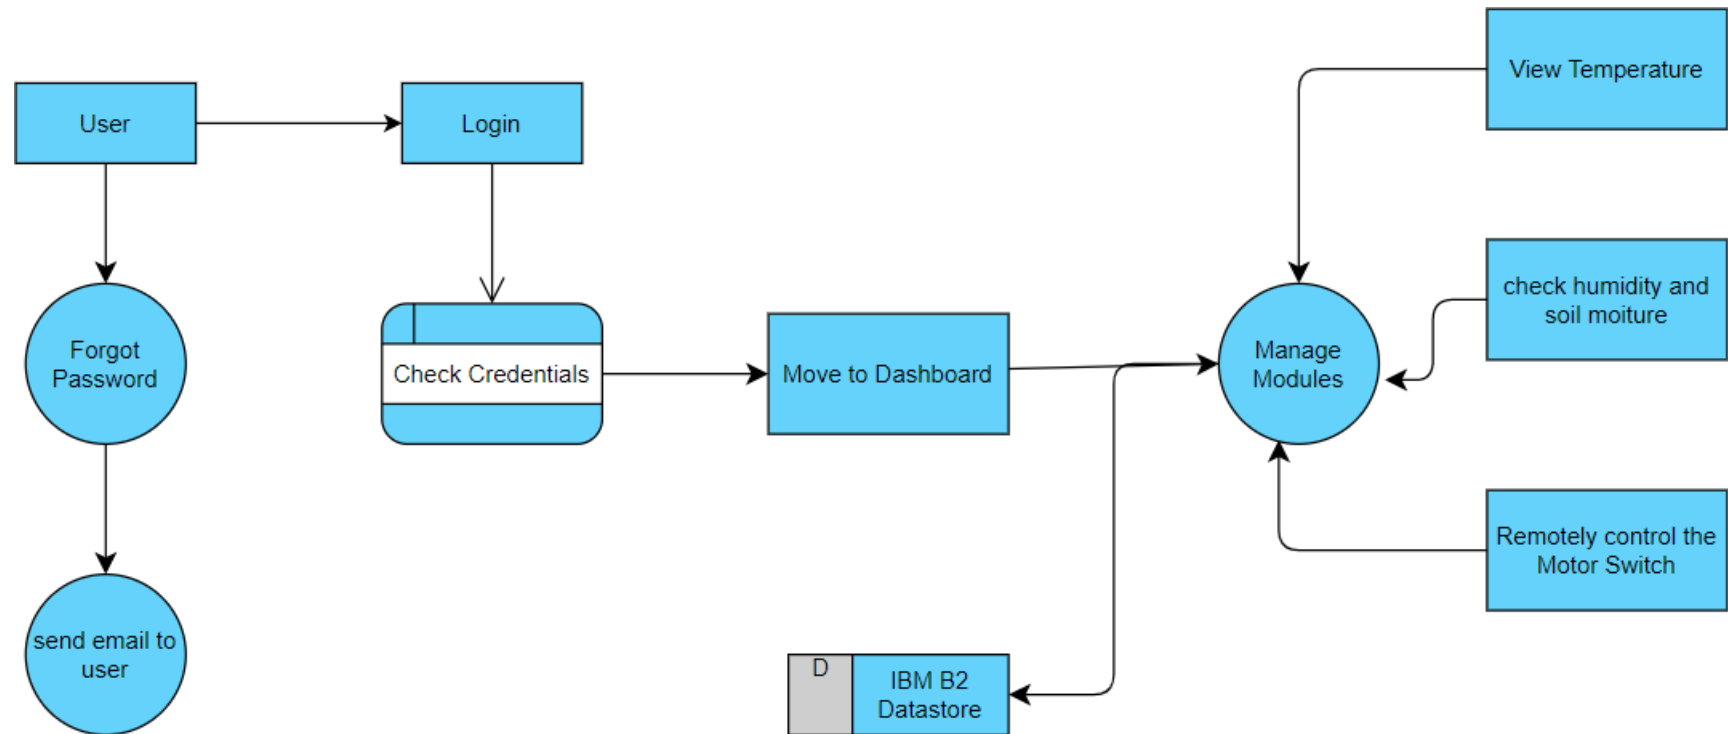 User
Login
View Temperature
check humidity and
soil moiture
Forgot
Password
Check Credentials
Move to Dashboard
Manage
Modules
Remotely control the
Motor Switch
send email to
user
D
IBM B2
Datastore